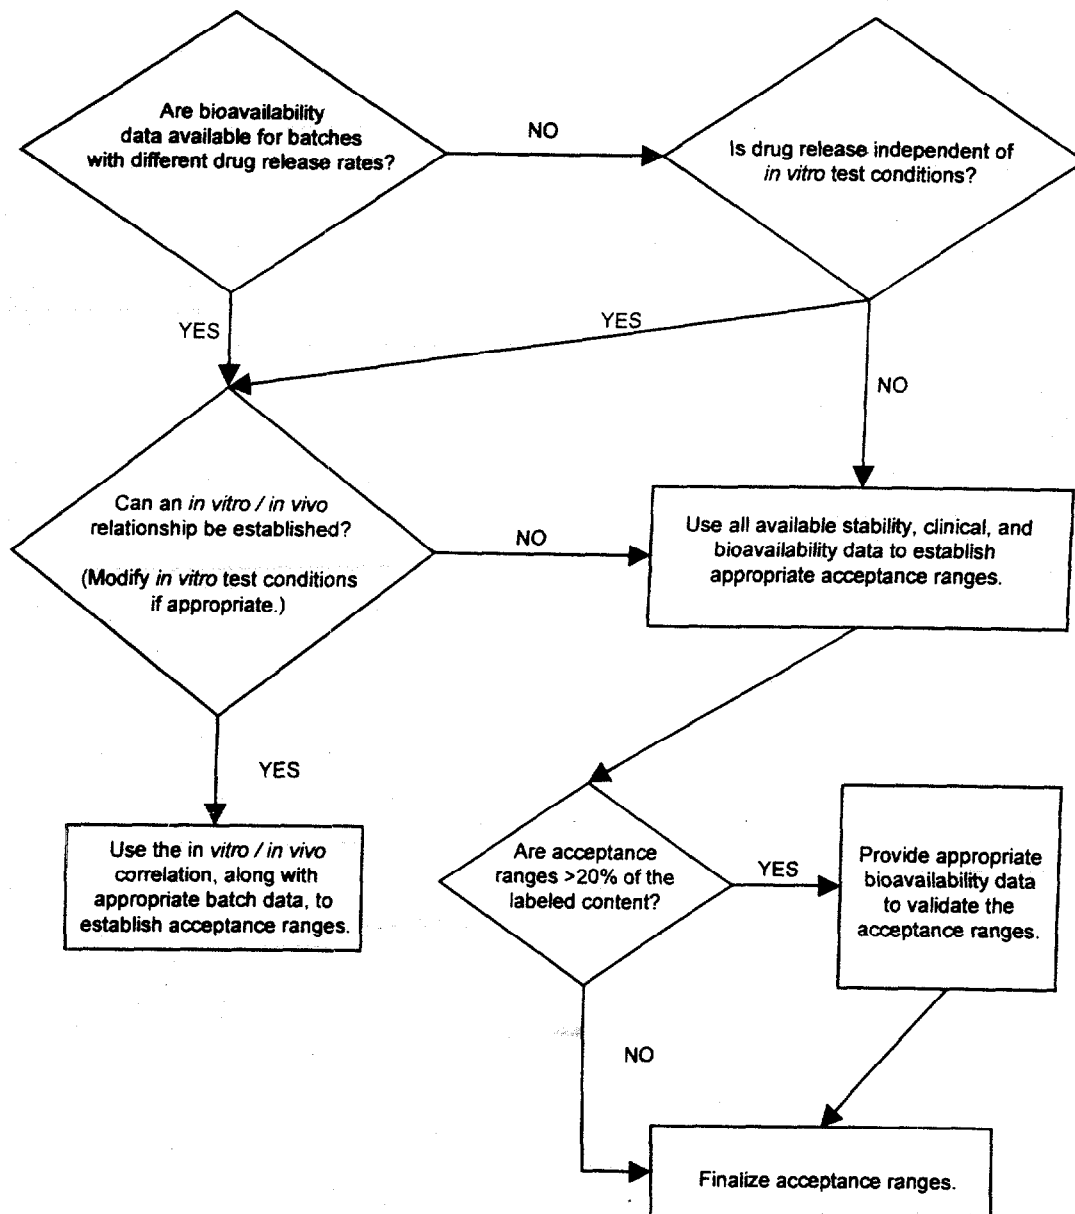 Are bioavailability
data available for batches
with different drug release rates?
NO
Is drug release independent of
in vitro test conditions?
YES
YES
NO
Can an in vitro / in vivo
relationship be established?
(Modify in vitro test conditions
if appropriate.)
NO
Use all available stability, clinical, and
bioavailability data to establish
appropriate acceptance ranges.
YES
Use the in vitro / in vivo
correlation, along with
appropriate batch data, to
establish acceptance ranges.
Are acceptance
ranges >20% of the
labeled content?
YES
Provide appropriate
bioavailability data
to validate the
acceptance ranges.
NO
Finalize acceptance ranges.